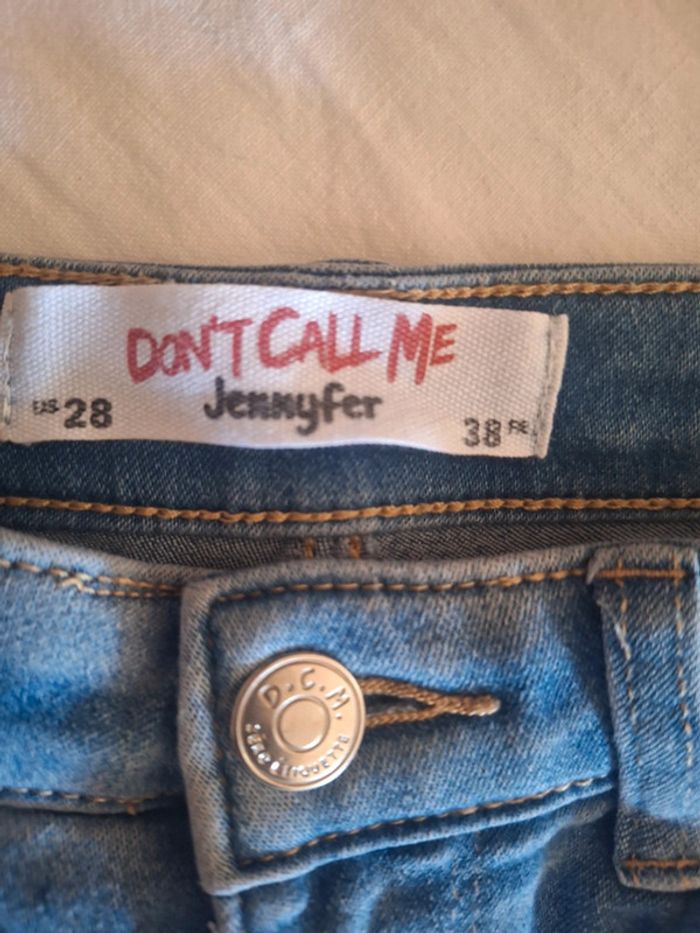 DON'T CALL ME
Jennyfer
US 28
38 FR
D.C.M.